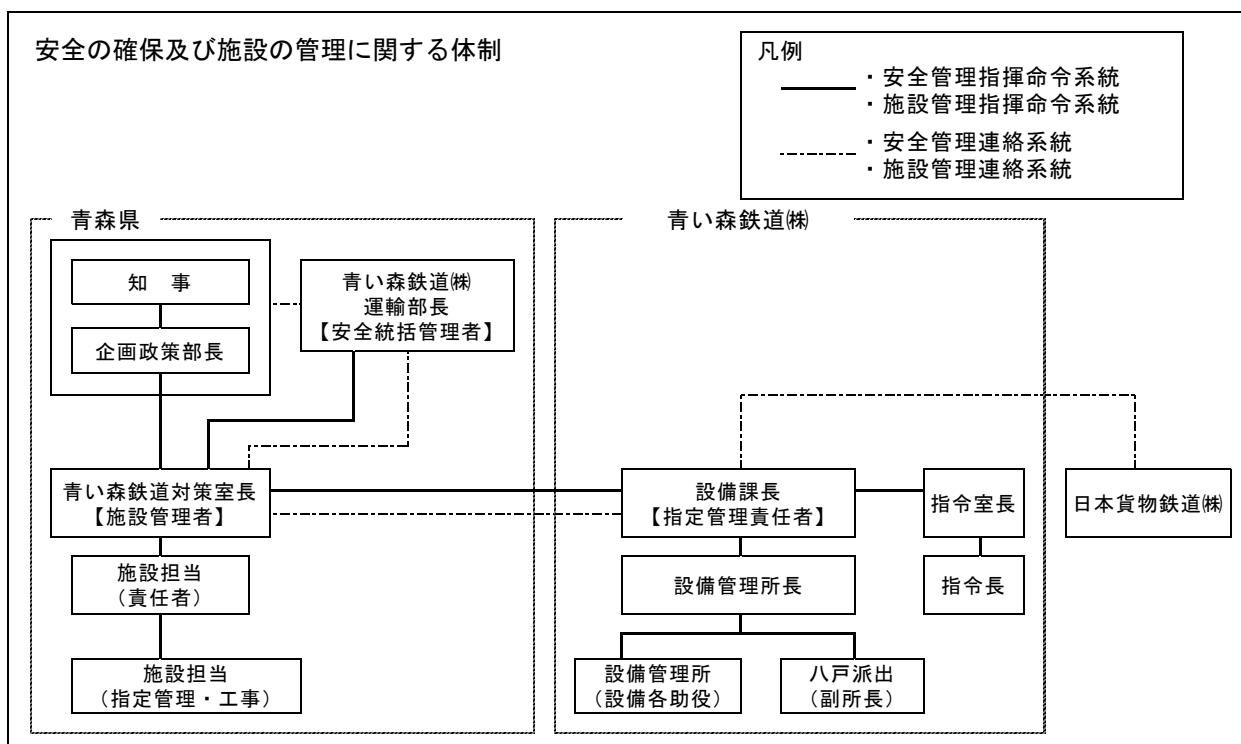 安全の確保及び施設の管理に関する体制
凡例
・安全管理指揮命令系統
・施設管理指揮命令系統
・安全管理連絡系統
・施設管理連絡系統
青森県
青い森鉄道㈱
知　事
企画政策部長
青い森鉄道㈱
運輸部長
【安全統括管理者】
青い森鉄道対策室長
【施設管理者】
設備課長
【指定管理責任者】
指令室長
日本貨物鉄道㈱
施設担当
（責任者）
設備管理所長
指令長
施設担当
（指定管理・工事）
設備管理所
（設備各助役）
八戸派出
（副所長）